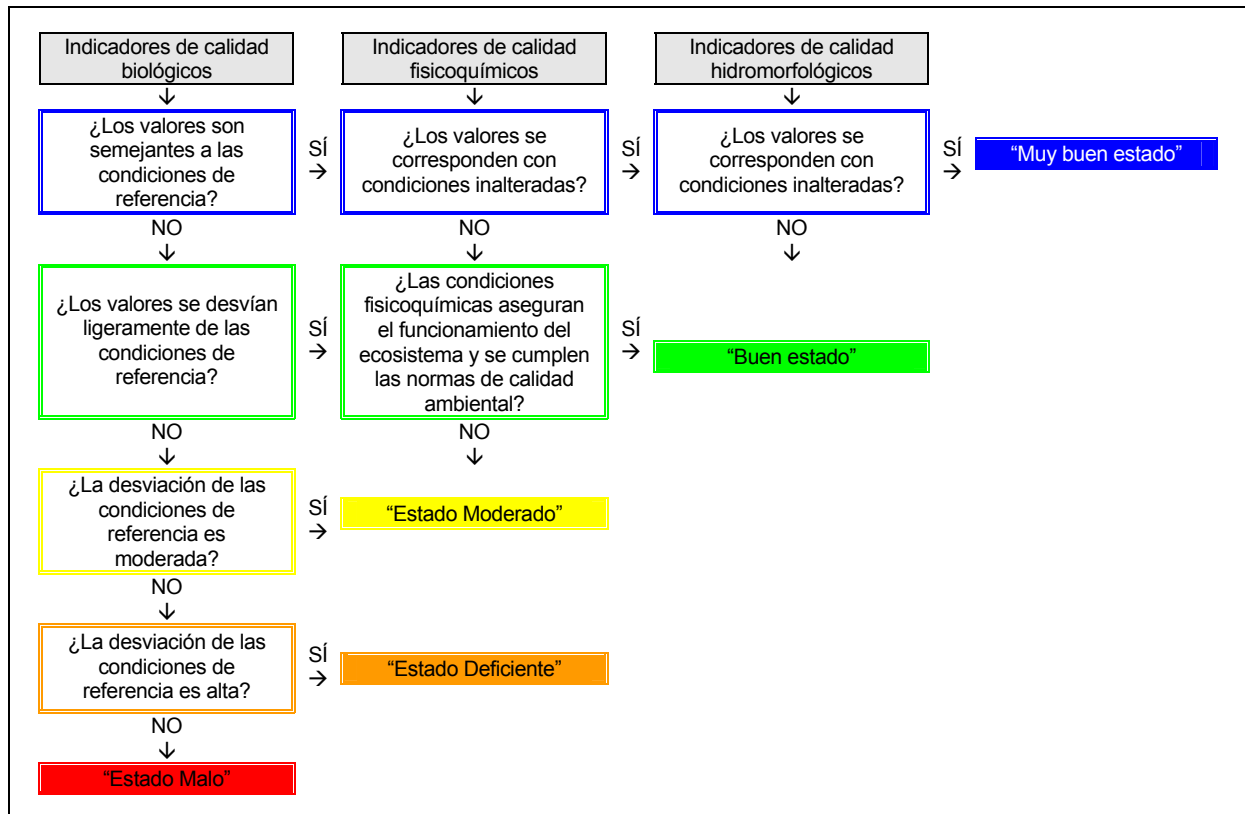 Indicadores de calidad
biológicos
Indicadores de calidad
fisicoquímicos
Indicadores de calidad
hidromorfológicos
↓
↓
↓
¿Los valores son
semejantes a las
condiciones de
referencia?
SÍ
→
¿Los valores se
corresponden con
condiciones inalteradas?
SÍ
→
¿Los valores se
corresponden con
condiciones inalteradas?
SÍ
→
“Muy buen estado”
NO
↓
NO
↓
NO
↓
¿Los valores se desvían
ligeramente de las
condiciones de
referencia?
SÍ
→
¿Las condiciones
fisicoquímicas aseguran
el funcionamiento del
ecosistema y se cumplen
las normas de calidad
ambiental?
SÍ
→
“Buen estado”
NO
↓
NO
↓
¿La desviación de las
condiciones de
referencia es
moderada?
SÍ
→
“Estado Moderado”
NO
↓
¿La desviación de las
condiciones de
referencia es alta?
SÍ
→
“Estado Deficiente”
NO
↓
“Estado Malo”